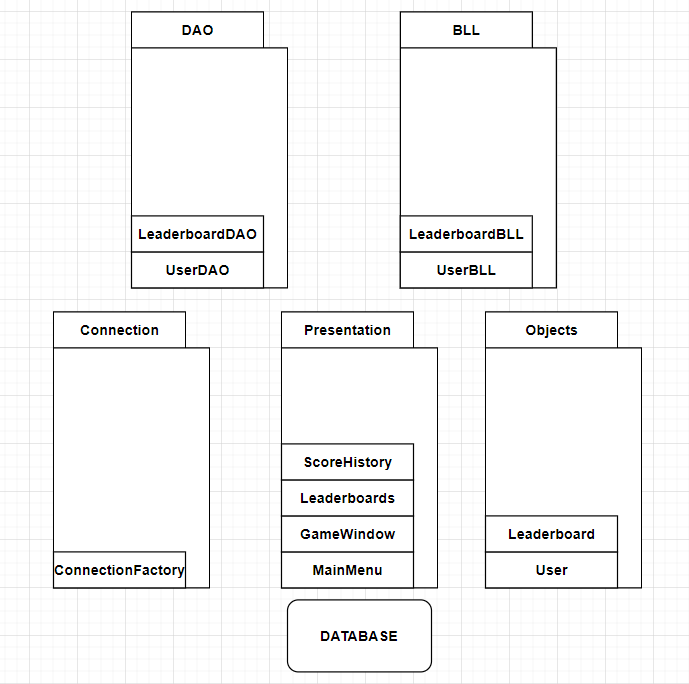 DAO
LeaderboardDAO
UserDAO
BLL
LeaderboardBLL
UserBLL
Connection
ConnectionFactory
Presentation
ScoreHistory
Leaderboards
GameWindow
MainMenu
Objects
Leaderboard
User
DATABASE